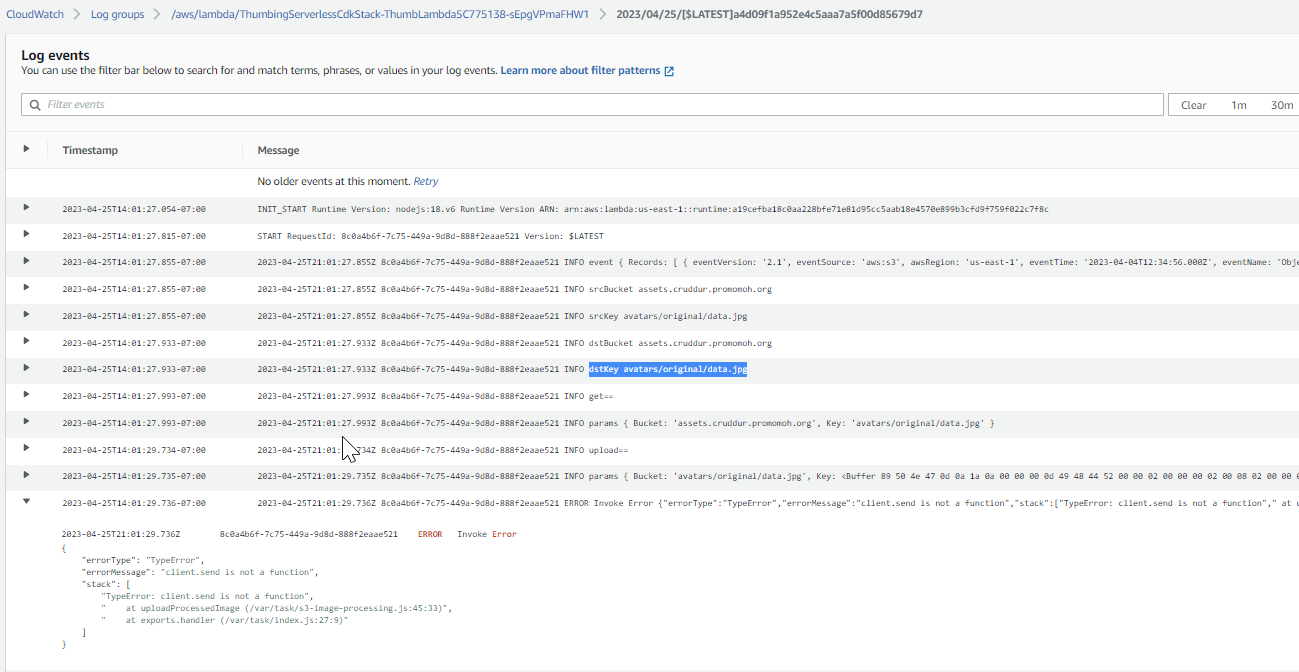 CloudWatch > Log groups > /aws/lambda/ThumbingServerlessCdkStack-ThumbLambda5C775138-sEpgVPmaFHW1 > 2023/04/25/[$LATEST]a4d09f1a952e4c5aaa7a5f00d85679d7
Log events
You can use the filter bar below to search for and match terms, phrases, or values in your log events. Learn more about filter patterns
Filter events Clear 1m 30m
Timestamp Message
No older events at this moment. Retry
2023-04-25T14:01:27.054-07:00 INIT_START Runtime Version: nodejs:18.v6 Runtime Version ARN: arn:aws:lambda:us-east-1::runtime:a19cefba18c0aa228bfe71e81d95cc5aab18e4570e899b3cfd9f759f022c7f8c
2023-04-25T14:01:27.815-07:00 START RequestId: 8c0a4b6f-7c75-449a-9d8d-888f2eaae521 Version: $LATEST
2023-04-25T14:01:27.855-07:00 2023-04-25T21:01:27.855Z 8c0a4b6f-7c75-449a-9d8d-888f2eaae521 INFO event { Records: [ { eventVersion: '2.1', eventSource: 'aws:s3', awsRegion: 'us-east-1', eventTime: '2023-04-04T12:34:56.000Z', eventName: 'Obje
2023-04-25T14:01:27.855-07:00 2023-04-25T21:01:27.855Z 8c0a4b6f-7c75-449a-9d8d-888f2eaae521 INFO srcBucket assets.cruddur.promomoh.org
2023-04-25T14:01:27.855-07:00 2023-04-25T21:01:27.855Z 8c0a4b6f-7c75-449a-9d8d-888f2eaae521 INFO srcKey avatars/original/data.jpg
2023-04-25T14:01:27.933-07:00 2023-04-25T21:01:27.933Z 8c0a4b6f-7c75-449a-9d8d-888f2eaae521 INFO dstBucket assets.cruddur.promomoh.org
2023-04-25T14:01:27.933-07:00 2023-04-25T21:01:27.933Z 8c0a4b6f-7c75-449a-9d8d-888f2eaae521 INFO dstKey avatars/original/data.jpg
2023-04-25T14:01:27.993-07:00 2023-04-25T21:01:27.993Z 8c0a4b6f-7c75-449a-9d8d-888f2eaae521 INFO get==
2023-04-25T14:01:27.993-07:00 2023-04-25T21:01:27.993Z 8c0a4b6f-7c75-449a-9d8d-888f2eaae521 INFO params { Bucket: 'assets.cruddur.promomoh.org', Key: 'avatars/original/data.jpg' }
2023-04-25T14:01:29.734-07:00 8c0a4b6f-7c75-449a-9d8d-888f2eaae521 INFO upload==
2023-04-25T14:01:29.735-07:00 2023-04-25T21:01:29.735Z 8c0a4b6f-7c75-449a-9d8d-888f2eaae521 INFO params { Bucket: 'avatars/original/data.jpg', Key: <Buffer 89 50 4e 47 0d 0a 1a 0a 00 00 00 0d 49 48 44 52 00 00 02 00 00 00 02 00 08 02 00 00 0
2023-04-25T14:01:29.736-07:00 2023-04-25T21:01:29.736Z 8c0a4b6f-7c75-449a-9d8d-888f2eaae521 ERROR Invoke Error {"errorType":"TypeError","errorMessage":"client.send is not a function","stack":["TypeError: client.send is not a function"," at u
2023-04-25T21:01:29.736Z 8c0a4b6f-7c75-449a-9d8d-888f2eaae521 ERROR Invoke Error
{
"errorType": "TypeError",
"errorMessage": "client.send is not a function",
"stack": [
"TypeError: client.send is not a function",
" at uploadProcessedImage (/var/task/s3-image-processing.js:45:33)",
" at exports.handler (/var/task/index.js:27:9)"
]
}